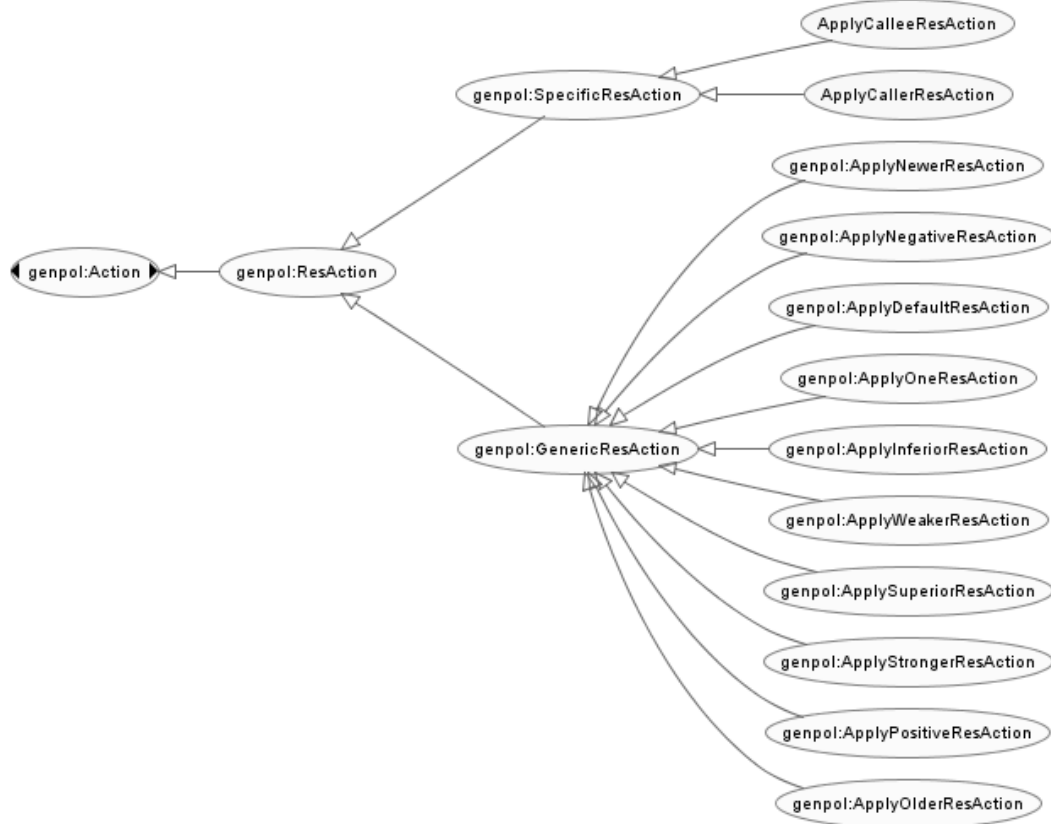 ApplyCalleeResAction
genpol:SpecificResAction
ApplyCallerResAction
genpol:ApplyNewerResAction
genpol:ApplyNegativeResAction
genpol:Action
genpol:ResAction
genpol:ApplyDefaultResAction
genpol:ApplyOneResAction
genpol:GenericResAction
genpol:ApplyInferiorResAction
genpol:ApplyWeakerResAction
genpol:ApplySuperiorResAction
genpol:ApplyStrongerResAction
genpol:ApplyPositiveResAction
genpol:ApplyOlderResAction